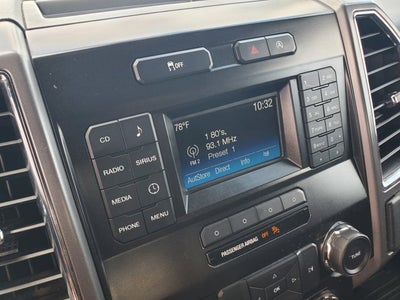 OFF
78°F
10:32
1 80's,
93.1 MHz
FM 2
Preset 1
AutStore Direct Info
CD
RADIO SIRIUS
MEDIA
PHONE MENU
PASSENGER AIRBAG OFF
TUNE